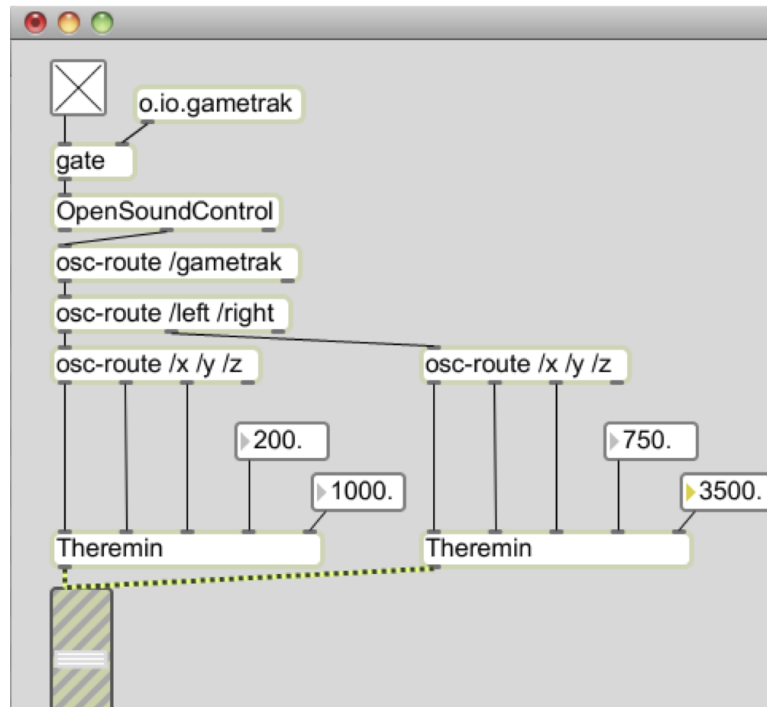 o.io.gametrak
gate
OpenSoundControl
osc-route /gametrak
osc-route /left /right
osc-route /x /y /z
osc-route /x /y /z
200.
750.
1000.
3500.
Theremin
Theremin